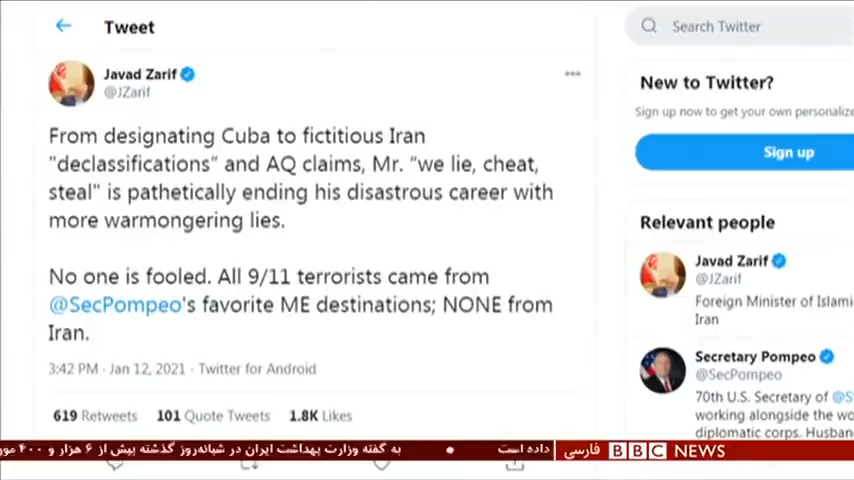 Tweet
Search Twitter
Javad Zarif
@JZarif
From designating Cuba to fictitious Iran
"declassifications" and AQ claims, Mr. "we lie, cheat,
steal" is pathetically ending his disastrous career with
more warmongering lies.
No one is fooled. All 9/11 terrorists came from
@SecPompeo's favorite ME destinations; NONE from
Iran.
3:42 PM · Jan 12, 2021 · Twitter for Android
619 Retweets 101 Quote Tweets 1.8K Likes
New to Twitter?
Sign up now to get your own personalize
Sign up
Relevant people
Javad Zarif
@JZarif
Foreign Minister of Islami
Iran
Secretary Pompeo
@SecPompeo
70th U.S. Secretary of @S
working alongside the wo
diplomatic corps. Husban
به گفته وزارت بهداشت ایران در شبانه‌روز گذشته بیش از ۶ هزار و ۴۰۰ مور
داده است
BBC NEWS فارسی